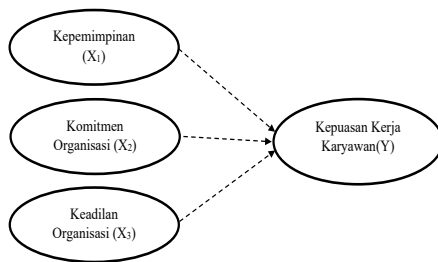 Kepemimpinan
(X₁)
Komitmen
Organisasi (X₂)
Kepuasan Kerja
Karyawan(Y)
Keadilan
Organisasi (X₃)